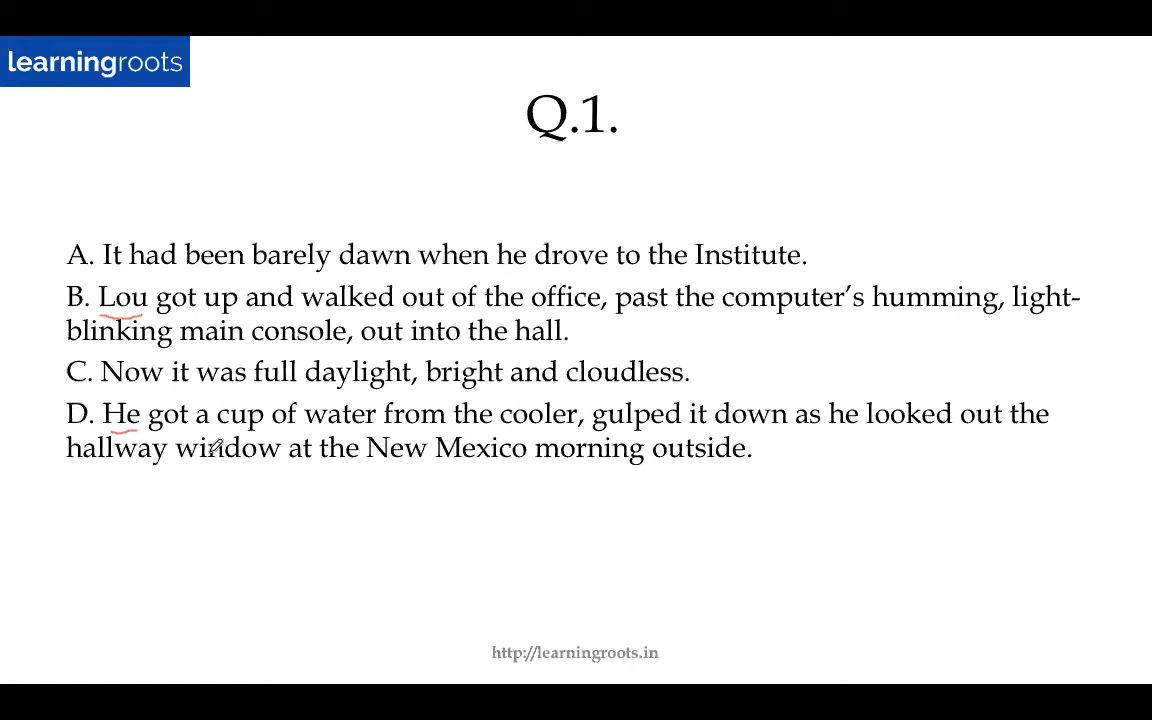 learningroots
Q.1.
A. It had been barely dawn when he drove to the Institute.
B. Lou got up and walked out of the office, past the computer’s humming, light-
blinking main console, out into the hall.
C. Now it was full daylight, bright and cloudless.
D. He got a cup of water from the cooler, gulped it down as he looked out the
hallway window at the New Mexico morning outside.
http://learningroots.in